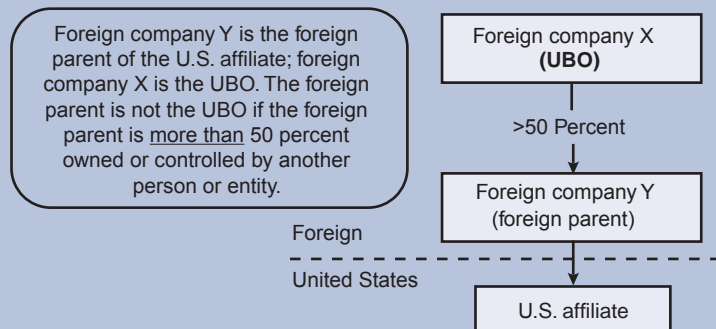 Foreign company Y is the foreign
parent of the U.S. affiliate; foreign
company X is the UBO. The foreign
parent is not the UBO if the foreign
parent is more than 50 percent
owned or controlled by another
person or entity.
Foreign company X
(UBO)
>50 Percent
Foreign company Y
(foreign parent)
Foreign
United States
U.S. affiliate